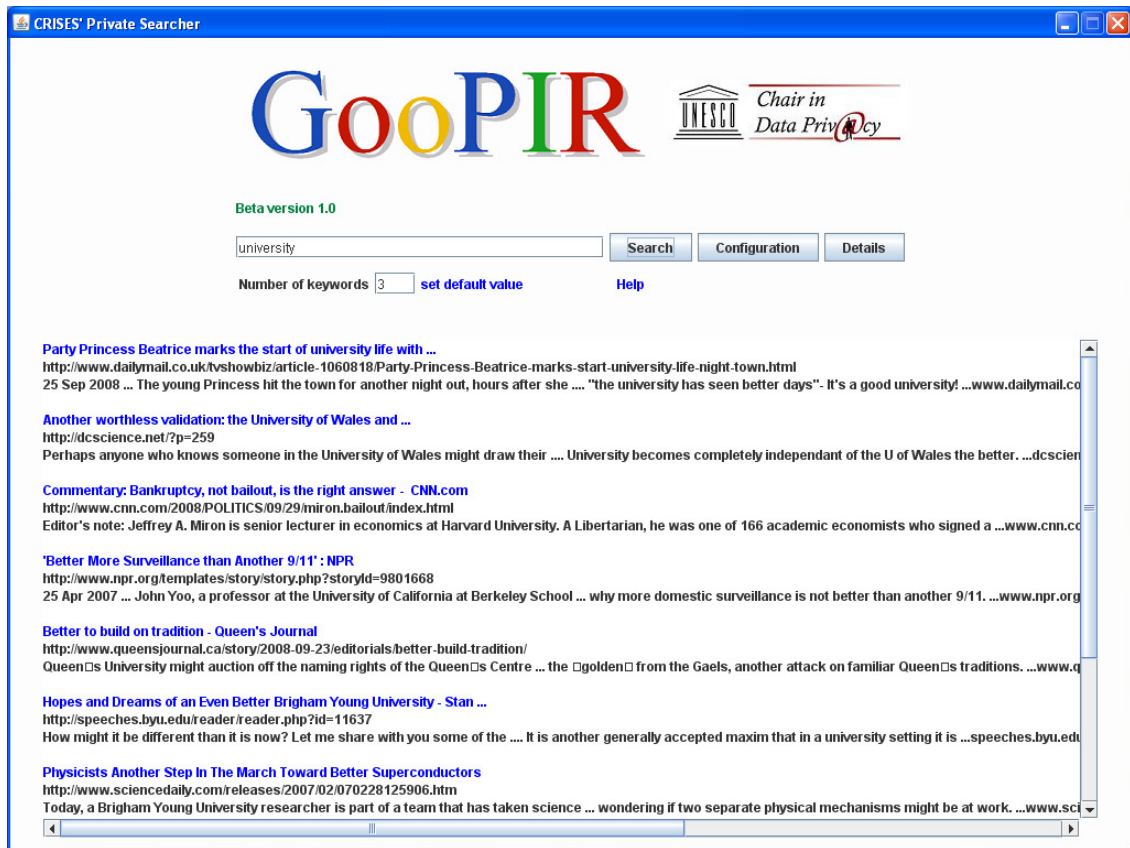 CRISES' Private Searcher
GooPIR
UNESCO
Chair in
Data Priv@cy
Beta version 1.0
university Search Configuration Details
Number of keywords 3 set default value Help
Party Princess Beatrice marks the start of university life with ...
http://www.dailymail.co.uk/tvshowbiz/article-1060818/Party-Princess-Beatrice-marks-start-university-life-night-town.html
25 Sep 2008 ... The young Princess hit the town for another night out, hours after she .... "the university has seen better days"- It's a good university! ...www.dailymail.co
Another worthless validation: the University of Wales and ...
http://dcscience.net/?p=259
Perhaps anyone who knows someone in the University of Wales might draw their .... University becomes completely independant of the U of Wales the better. ...dcscien
Commentary: Bankruptcy, not bailout, is the right answer - CNN.com
http://www.cnn.com/2008/POLITICS/09/29/miron.bailout/index.html
Editor's note: Jeffrey A. Miron is senior lecturer in economics at Harvard University. A Libertarian, he was one of 166 academic economists who signed a ...www.cnn.co
'Better More Surveillance than Another 9/11' : NPR
http://www.npr.org/templates/story/story.php?storyId=9801668
25 Apr 2007 ... John Yoo, a professor at the University of California at Berkeley School ... why more domestic surveillance is not better than another 9/11. ...www.npr.org
Better to build on tradition - Queen's Journal
http://www.queensjournal.ca/story/2008-09-23/editorials/better-build-tradition/
Queen□s University might auction off the naming rights of the Queen□s Centre ... the □golden□ from the Gaels, another attack on familiar Queen□s traditions. ...www.q
Hopes and Dreams of an Even Better Brigham Young University - Stan ...
http://speeches.byu.edu/reader/reader.php?id=11637
How might it be different than it is now? Let me share with you some of the .... It is another generally accepted maxim that in a university setting it is ...speeches.byu.edu
Physicists Another Step In The March Toward Better Superconductors
http://www.sciencedaily.com/releases/2007/02/070228125906.htm
Today, a Brigham Young University researcher is part of a team that has taken science ... wondering if two separate physical mechanisms might be at work. ...www.sci